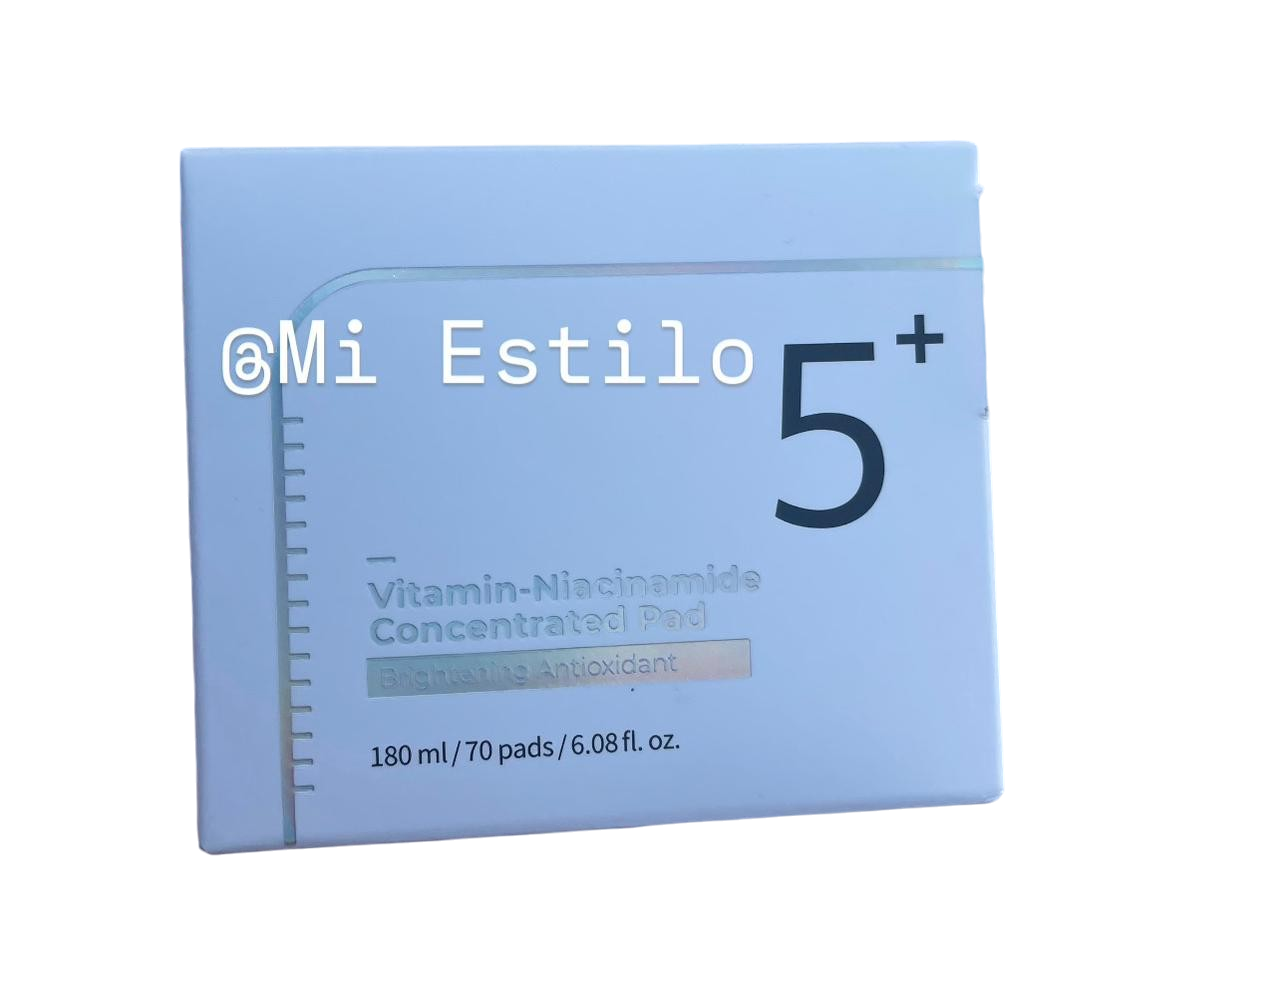 @Mi Estilo
5+
Vitamin-Niacinamide
Concentrated Pad
Brightening Antioxidant
180 ml / 70 pads / 6.08 fl. oz.